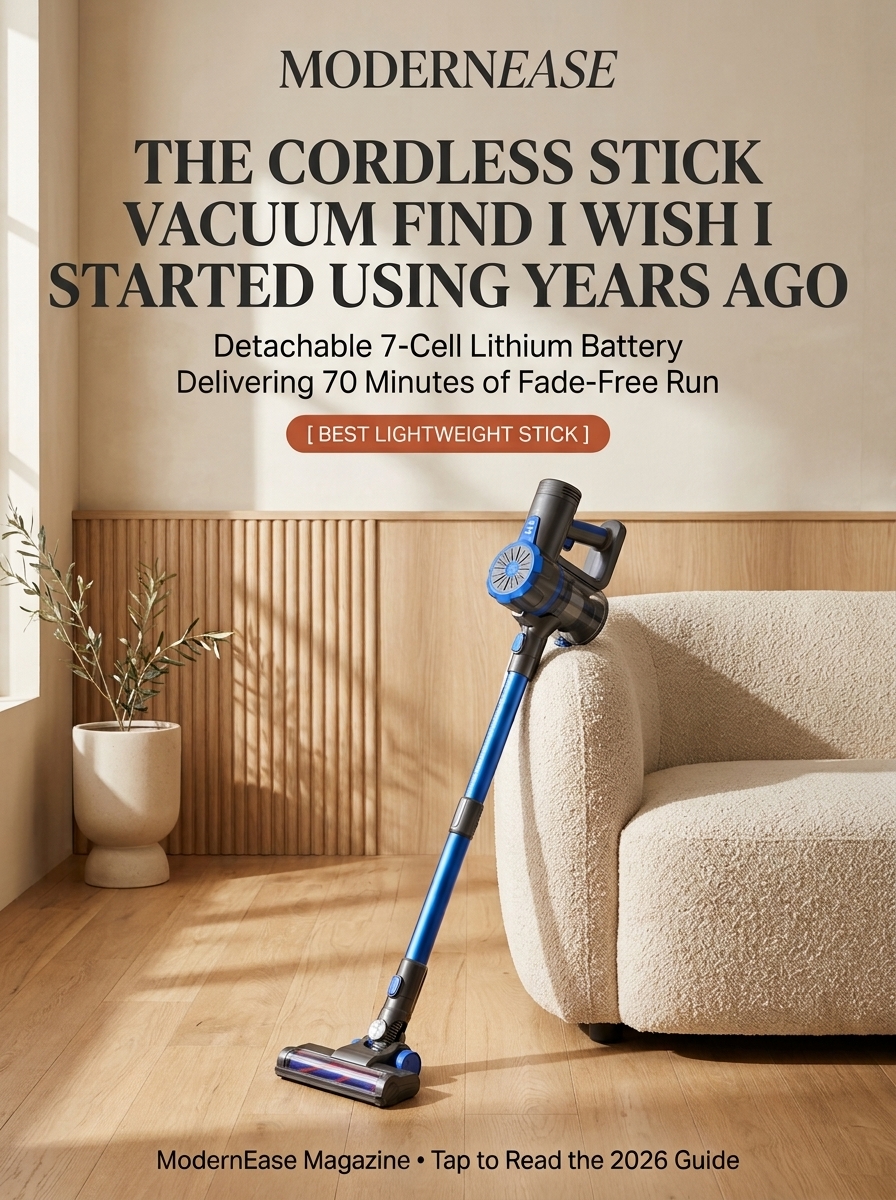 MODERNEASE
THE CORDLESS STICK
VACUUM FIND I WISH I
STARTED USING YEARS AGO
Detachable 7-Cell Lithium Battery
Delivering 70 Minutes of Fade-Free Run
[ BEST LIGHTWEIGHT STICK ]
ModernEase Magazine • Tap to Read the 2026 Guide